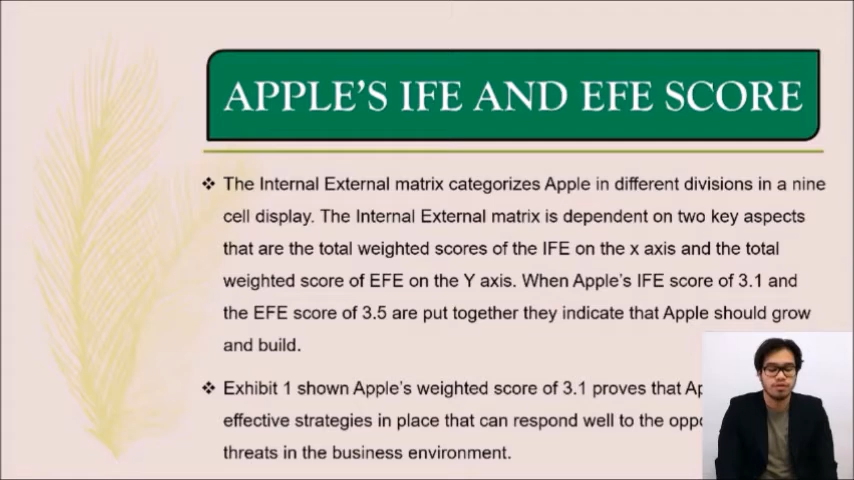 APPLE'S IFE AND EFE SCORE
❖ The Internal External matrix categorizes Apple in different divisions in a nine
cell display. The Internal External matrix is dependent on two key aspects
that are the total weighted scores of the IFE on the x axis and the total
weighted score of EFE on the Y axis. When Apple's IFE score of 3.1 and
the EFE score of 3.5 are put together they indicate that Apple should grow
and build.
❖ Exhibit 1 shown Apple's weighted score of 3.1 proves that
effective strategies in place that can respond well to the
threats in the business environment.